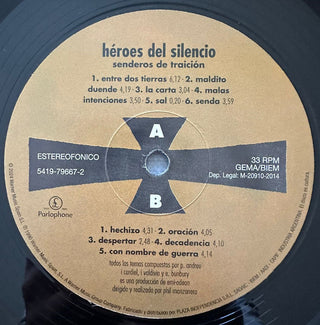 héroes del silencio
senderos de traición
1. entre dos tierras 6,12 · 2. maldito
duende 4,19 · 3. la carta 3,04 · 4. malas
intenciones 3,50 · 5. sal 0,20 · 6. senda 3,59
A
ESTEREOFONICO
5419-79667-2
33 RPM
GEMA/BIEM
Dep. Legal: M-20910-2014
B
Parlophone
1. hechizo 4,31 · 2. oración 4,05
3. despertar 2,48 · 4. decadencia 4,10
5. con nombre de guerra 4,14
todos los temas compuestos por p. andreu
i. cardiel, j. valdivia y e. bunbury
es una producción de emi-odeon
dirigida y realizada por phil manzanera